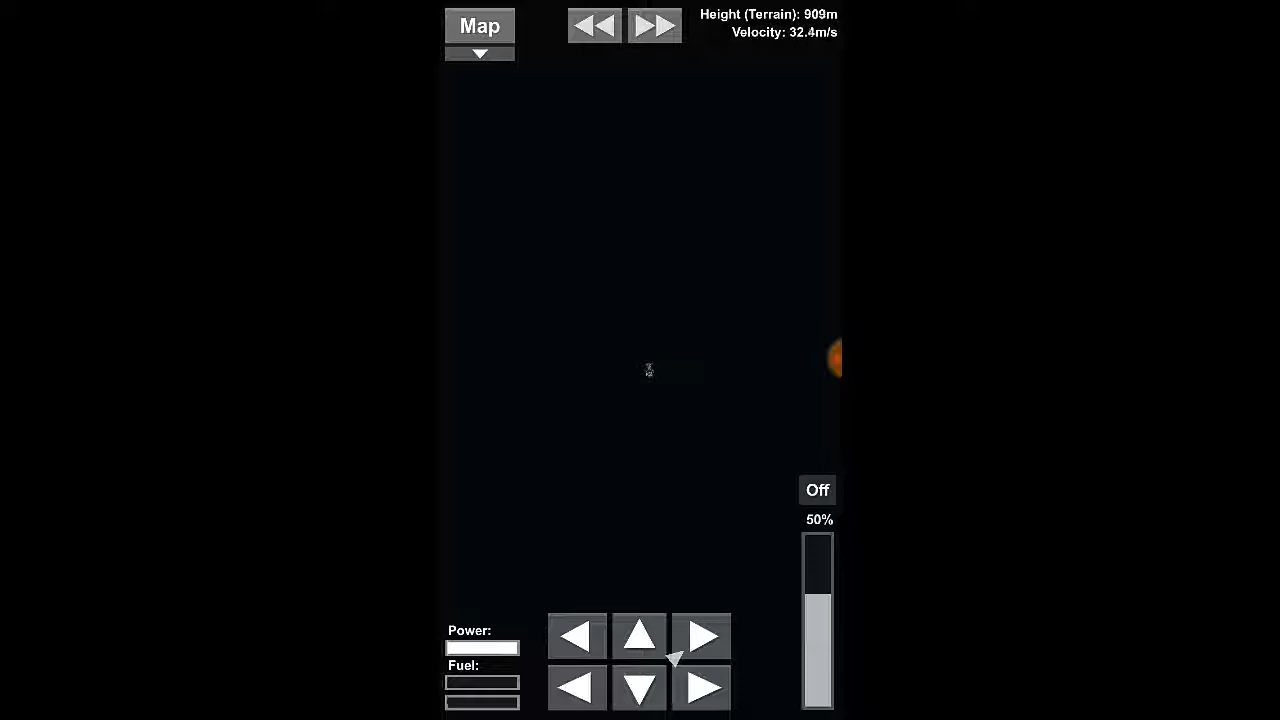 Map
Height (Terrain): 909m
Velocity: 32.4m/s
Off
50%
Power:
Fuel: